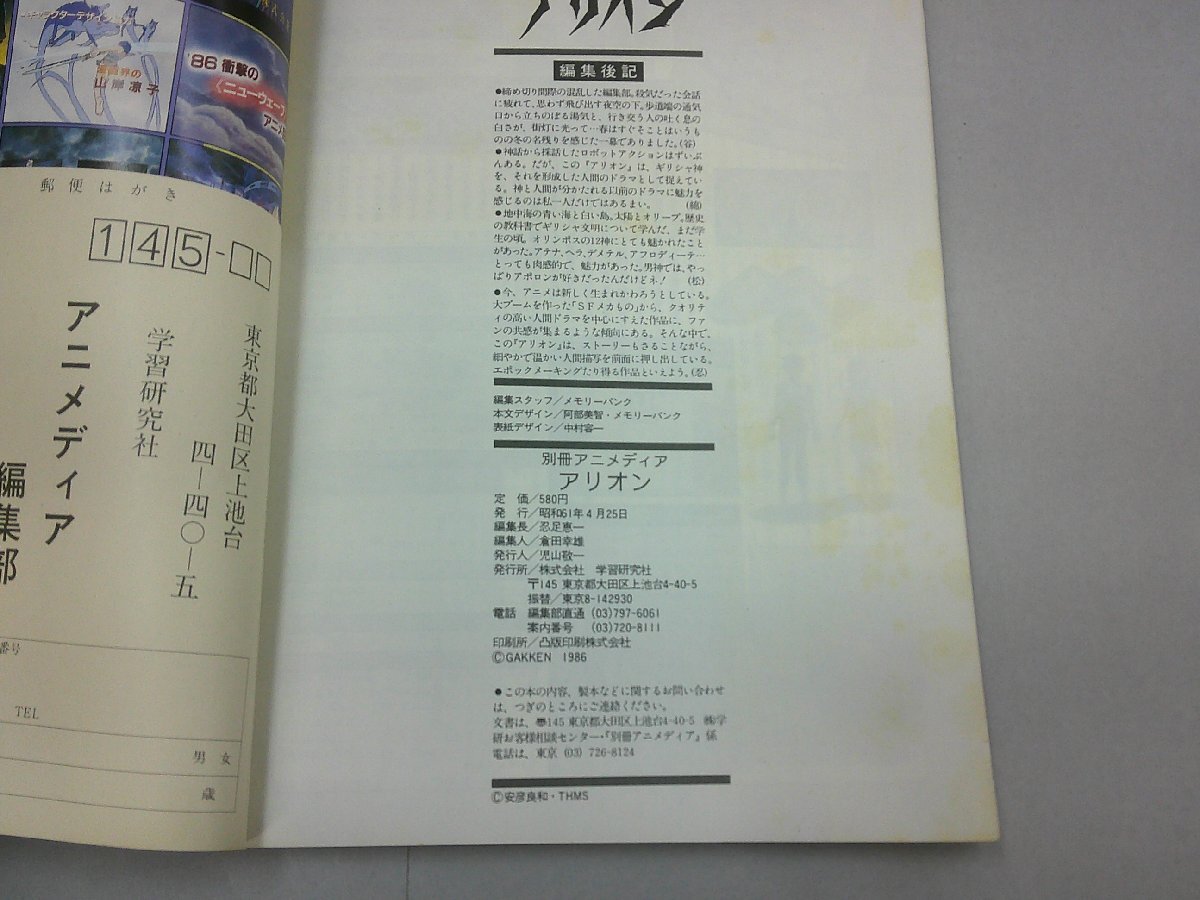 キャラクターデザイン
漫画界の
山岸凉子
'86 衝撃の
〈ニューウェーブ
アニメ
郵便はがき
145-
東京都大田区上池台
四―四〇―五
学習研究社
アニメディア
編集部
番号
TEL
男 女
歳
アリオン
編集後記
●締め切り間際の混乱した編集部。殺気だった会話
に疲れて、思わず飛び出す夜空の下。歩道端の通気
口から立ちのぼる湯気と、行き交う人の吐く息の
白さが、街灯に光って…春はすぐそことはいうも
のの冬の名残りを感じた一幕でありました。(谷)
●神話から採話したロボットアクションはずいぶ
んある。だが、この『アリオン』は、ギリシャ神
を、それを形成した人間のドラマとして捉えてい
る。神と人間が分かたれる以前のドラマに魅力を
感じるのは私一人だけではあるまい。
●地中海の青い海と白い島。太陽とオリーブ。歴史
の教科書でギリシャ文明について学んだ、まだ学
生の頃。オリンポスの12神にとても魅かれたこと
があった。アテナ、ヘラ、デメテル、アフロディーテ…
とっても肉感的で、魅力があった。男神では、やっ
ぱりアポロンが好きだったんだけどネ! (松)
●今、アニメは新しく生まれかわろうとしている。
大ブームを作った「SFメカもの」から、クオリテ
ィの高い人間ドラマを中心にすえた作品に、ファ
ンの共感が集まるような傾向にある。そんな中で、
この『アリオン』は、ストーリーもさることながら、
細やかで温かい人間描写を前面に押し出している。
エポックメーキングたり得る作品といえよう。(忍)
編集スタッフ/メモリーバンク
本文デザイン/阿部美智・メモリーバンク
表紙デザイン/中村容一
別冊アニメディア
アリオン
定 価/580円
発 行/昭和61年4月25日
編集長/忍足恵一
編集人/倉田幸雄
発行人/児山敬一
発行所/株式会社 学習研究社
〒145 東京都大田区上池台4-40-5
振替/東京8-142930
電話 編集部直通 (03)797-6061
案内番号 (03)720-8111
印刷所/凸版印刷株式会社
©GAKKEN 1986
●この本の内容、製本などに関するお問い合わせ
は、つぎのところにご連絡ください。
文書は、〠145 東京都大田区上池台4-40-5 ㈱学
研お客様相談センター・『別冊アニメディア』係
電話は、東京 (03) 726-8124
©安彦良和・THMS